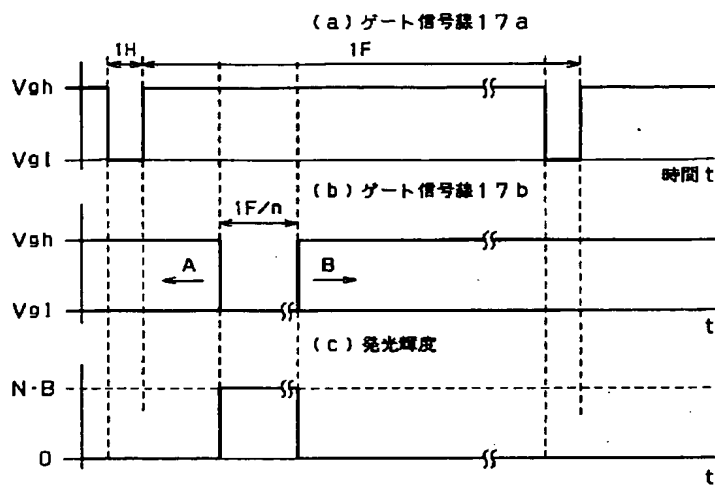 (a)ゲート信号線17a
1H
1F
Vgh
Vgl
時間t
(b)ゲート信号線17b
1F/n
Vgh
A
B
Vgl
t
(c)発光輝度
N·B
0
t